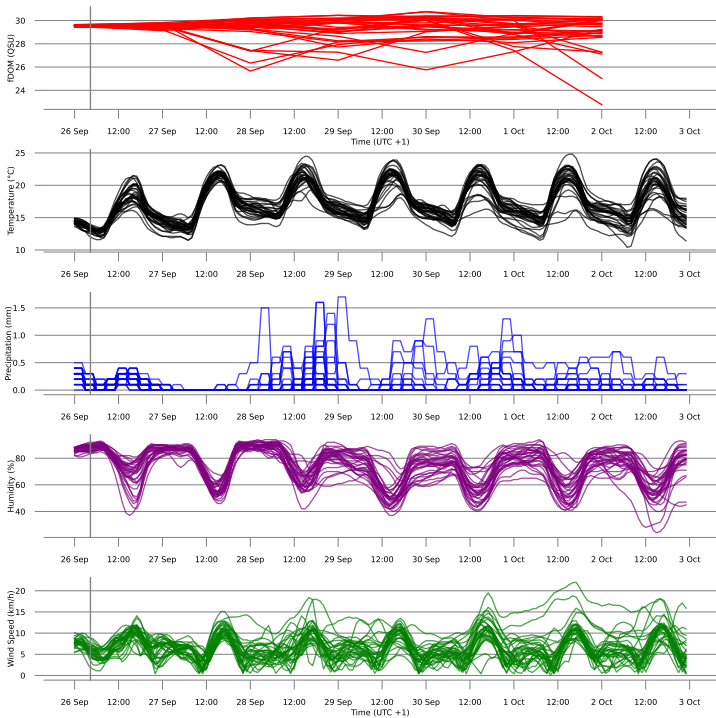 30
28
26
24
fDOM (QSU)
26 Sep 12:00 27 Sep 12:00 28 Sep 12:00 29 Sep 12:00 30 Sep 12:00 1 Oct 12:00 2 Oct 12:00 3 Oct
Time (UTC +1)
25
20
15
10
Temperature (°C)
26 Sep 12:00 27 Sep 12:00 28 Sep 12:00 29 Sep 12:00 30 Sep 12:00 1 Oct 12:00 2 Oct 12:00 3 Oct
1.5
1.0
0.5
0.0
Precipitation (mm)
26 Sep 12:00 27 Sep 12:00 28 Sep 12:00 29 Sep 12:00 30 Sep 12:00 1 Oct 12:00 2 Oct 12:00 3 Oct
80
60
40
Humidity (%)
26 Sep 12:00 27 Sep 12:00 28 Sep 12:00 29 Sep 12:00 30 Sep 12:00 1 Oct 12:00 2 Oct 12:00 3 Oct
20
15
10
5
0
Wind Speed (km/h)
26 Sep 12:00 27 Sep 12:00 28 Sep 12:00 29 Sep 12:00 30 Sep 12:00 1 Oct 12:00 2 Oct 12:00 3 Oct
Time (UTC +1)